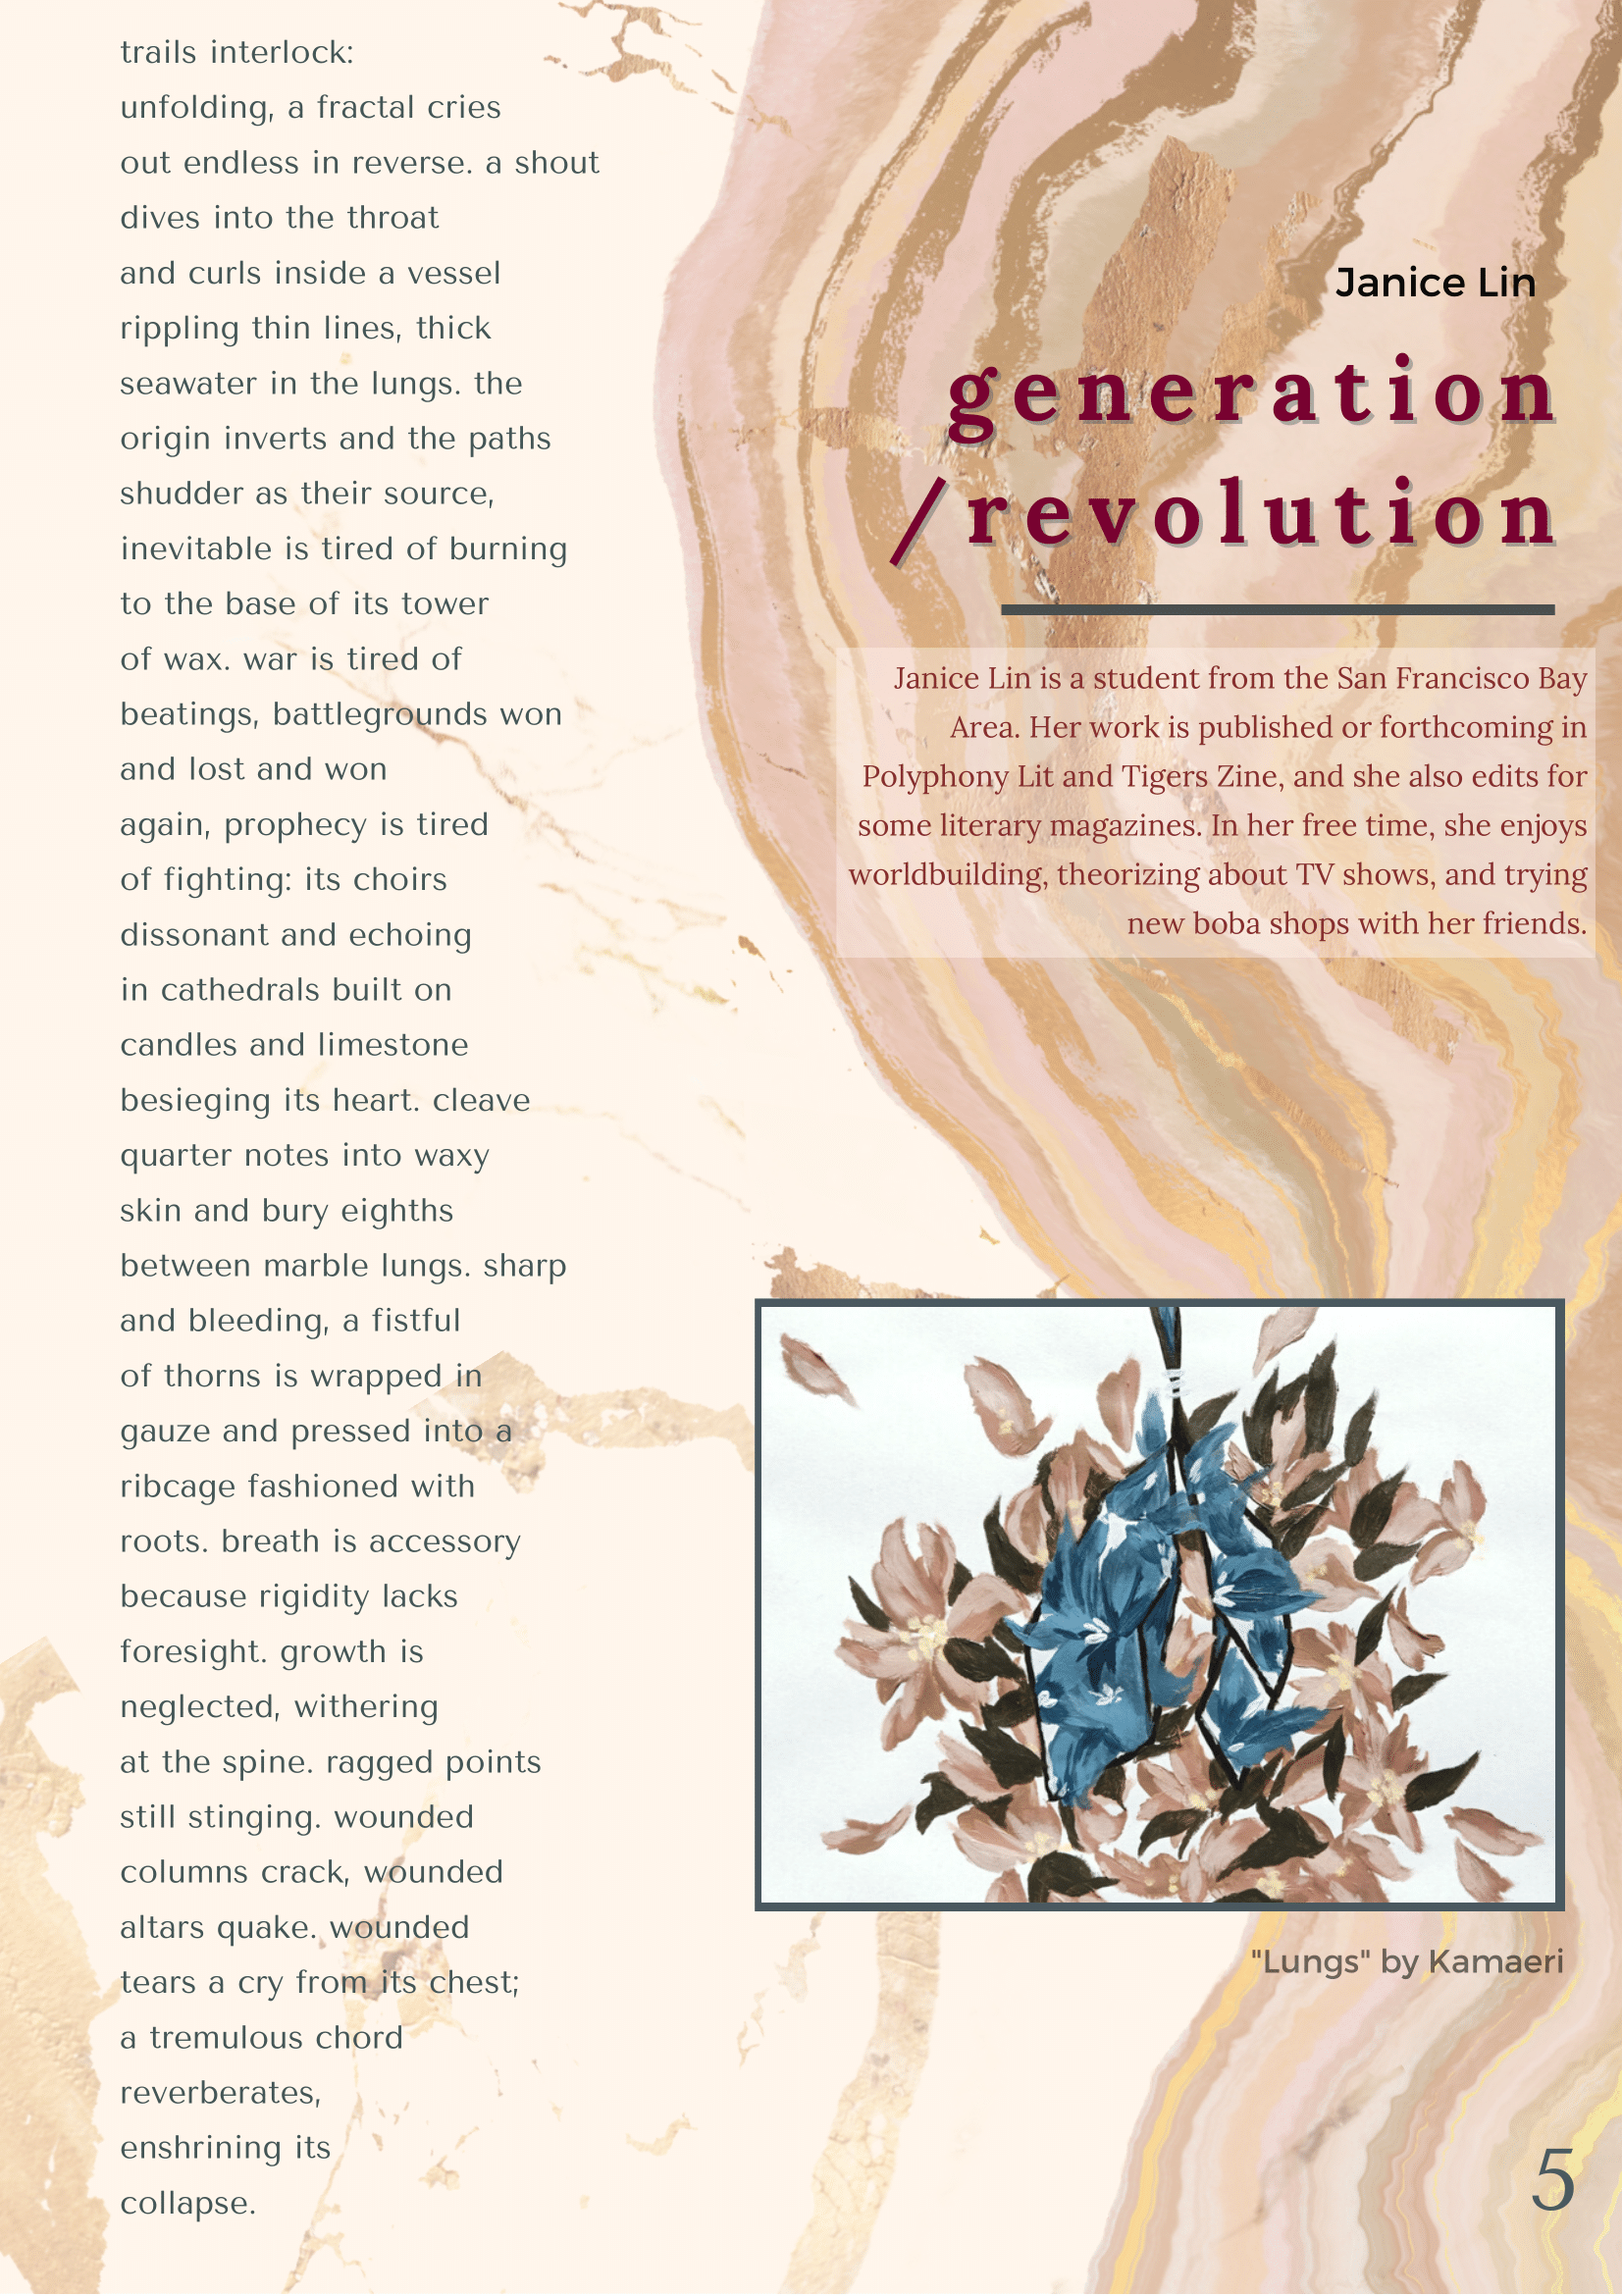 trails interlock:
unfolding, a fractal cries
out endless in reverse. a shout
dives into the throat
and curls inside a vessel
rippling thin lines, thick
seawater in the lungs. the
origin inverts and the paths
shudder as their source,
inevitable is tired of burning
to the base of its tower
of wax. war is tired of
beatings, battlegrounds won
and lost and won
again, prophecy is tired
of fighting: its choirs
dissonant and echoing
in cathedrals built on
candles and limestone
besieging its heart. cleave
quarter notes into waxy
skin and bury eighths
between marble lungs. sharp
and bleeding, a fistful
of thorns is wrapped in
gauze and pressed into a
ribcage fashioned with
roots. breath is accessory
because rigidity lacks
foresight. growth is
neglected, withering
at the spine. ragged points
still stinging. wounded
columns crack, wounded
altars quake. wounded
tears a cry from its chest;
a tremulous chord
reverberates,
enshrining its
collapse.
Janice Lin
generation
/revolution
Janice Lin is a student from the San Francisco Bay
Area. Her work is published or forthcoming in
Polyphony Lit and Tigers Zine, and she also edits for
some literary magazines. In her free time, she enjoys
worldbuilding, theorizing about TV shows, and trying
new boba shops with her friends.
"Lungs" by Kamaeri
5